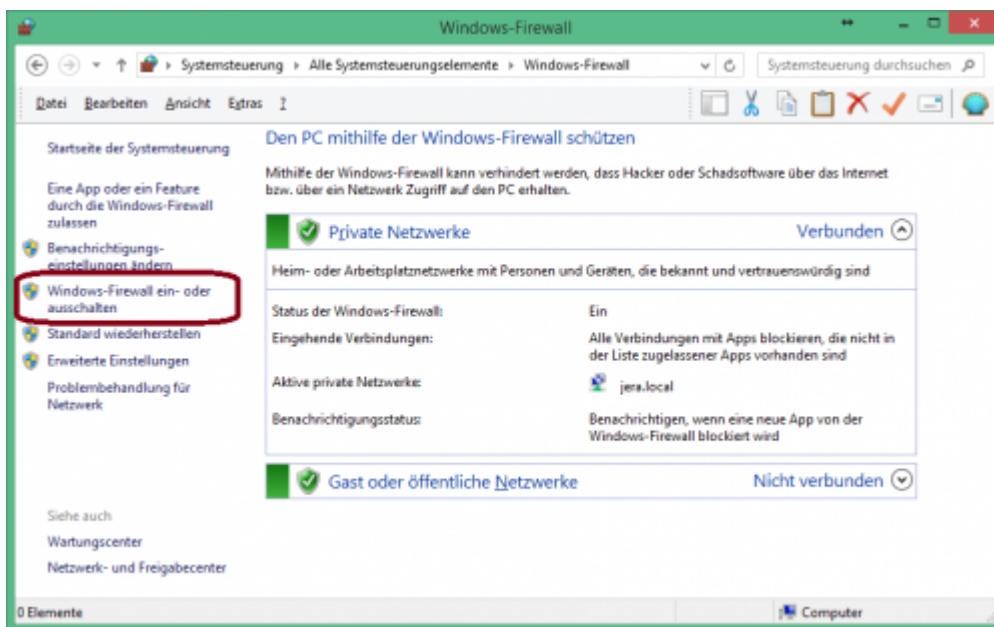 Windows-Firewall
Systemsteuerung Alle Systemsteuerungselemente Windows-Firewall
Systemsteuerung durchsuchen
Datei Bearbeiten Ansicht Extras ?
Startseite der Systemsteuerung
Eine App oder ein Feature
durch die Windows-Firewall
zulassen
Benachrichtigungs-
einstellungen ändern
Windows-Firewall ein- oder
ausschalten
Standard wiederherstellen
Erweiterte Einstellungen
Problembehandlung für
Netzwerk
Siehe auch
Wartungscenter
Netzwerk- und Freigabecenter
Den PC mithilfe der Windows-Firewall schützen
Mithilfe der Windows-Firewall kann verhindert werden, dass Hacker oder Schadsoftware über das Internet
bzw. über ein Netzwerk Zugriff auf den PC erhalten.
Private Netzwerke Verbunden
Heim- oder Arbeitsplatznetzwerke mit Personen und Geräten, die bekannt und vertrauenswürdig sind
Status der Windows-Firewall: Ein
Eingehende Verbindungen: Alle Verbindungen mit Apps blockieren, die nicht in
der Liste zugelassener Apps vorhanden sind
Aktive private Netzwerke: jera.local
Benachrichtigungsstatus: Benachrichtigen, wenn eine neue App von der
Windows-Firewall blockiert wird
Gast oder öffentliche Netzwerke Nicht verbunden
0 Elemente Computer